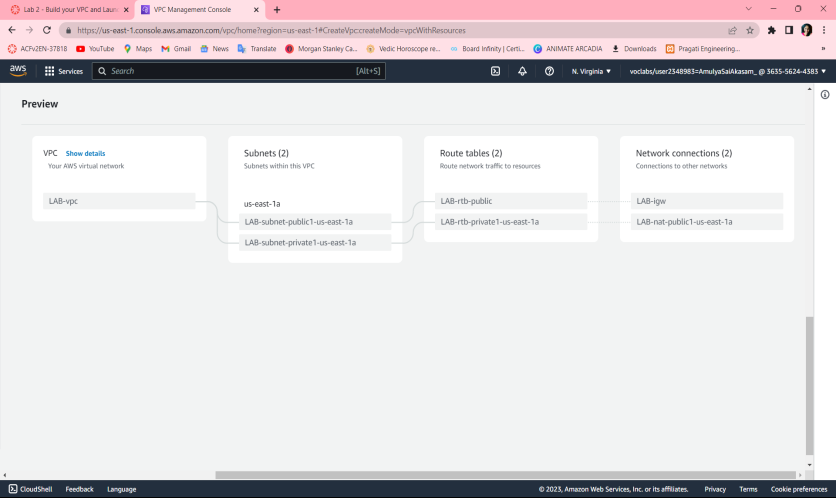 Lab 2 - Build your VPC and Laun
VPC Management Console
https://us-east-1.console.aws.amazon.com/vpc/home?region=us-east-1#CreateVpc:createMode=vpcWithResources
ACFv2EN-37818
YouTube
Maps
Gmail
News
Translate
Morgan Stanley Ca...
Vedic Horoscope re...
Board Infinity | Certi...
ANIMATE ARCADIA
Downloads
Pragati Engineering...
»
aws
Services
Search
[Alt+S]
N. Virginia
voclabs/user2348983=AmulyaSaiAkasam_ @ 3635-5624-4383
Preview
VPC Show details
Your AWS virtual network
LAB-vpc
Subnets (2)
Subnets within this VPC
us-east-1a
LAB-subnet-public1-us-east-1a
LAB-subnet-private1-us-east-1a
Route tables (2)
Route network traffic to resources
LAB-rtb-public
LAB-rtb-private1-us-east-1a
Network connections (2)
Connections to other networks
LAB-igw
LAB-nat-public1-us-east-1a
CloudShell
Feedback
Language
© 2023, Amazon Web Services, Inc. or its affiliates.
Privacy
Terms
Cookie preferences